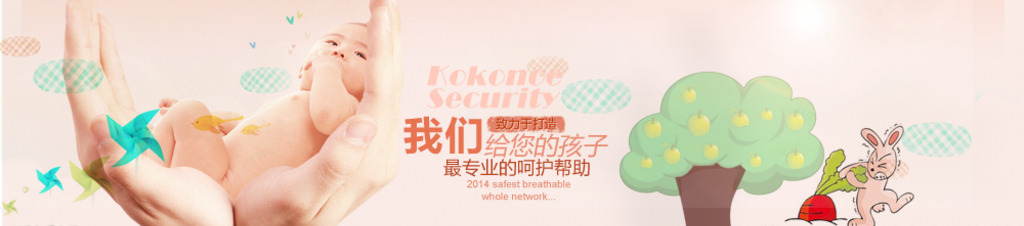 Kokonoe
Security
我们
致力于打造
给您的孩子
最专业的呵护帮助
2014 safest breathable
whole network...